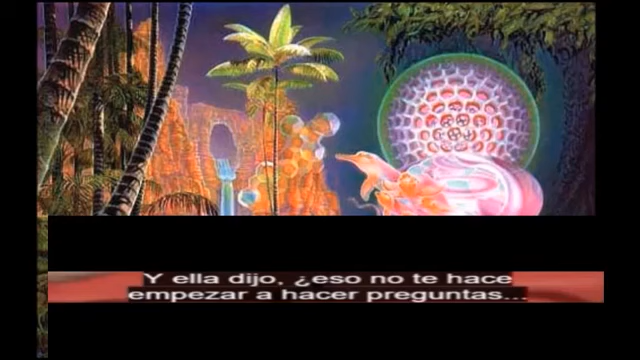 Y ella dijo, ¿eso no te hace
empezar a hacer preguntas...